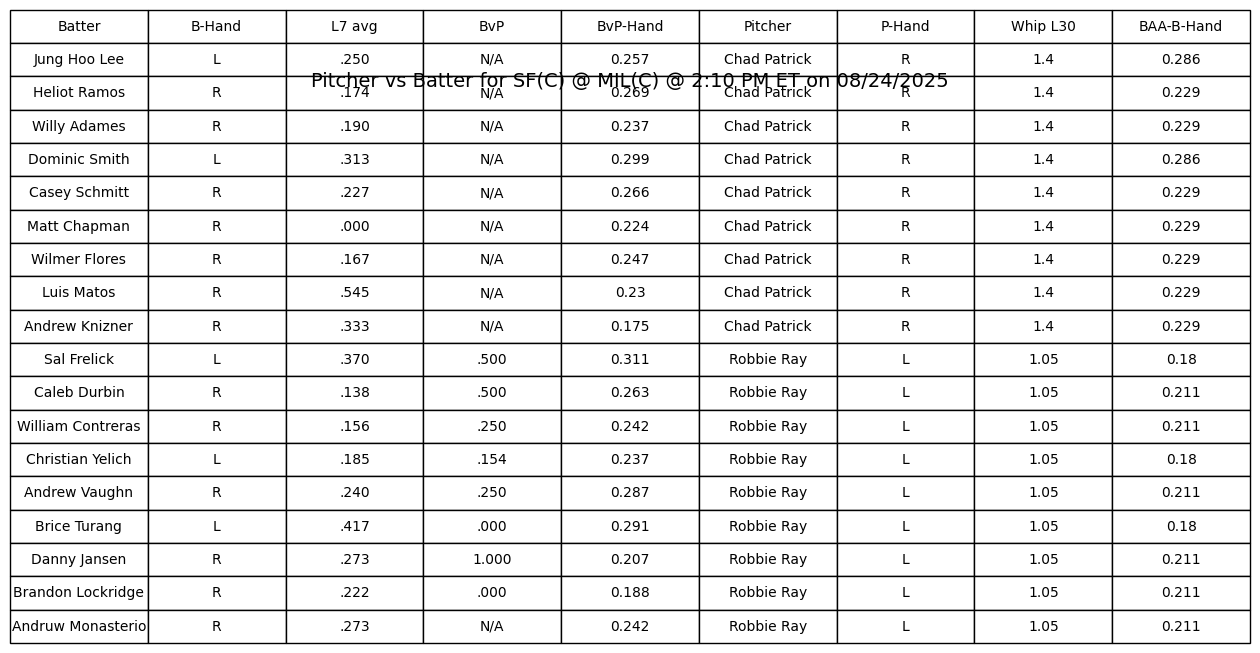 Batter B-Hand L7 avg BvP BvP-Hand Pitcher P-Hand Whip L30 BAA-B-Hand
Jung Hoo Lee L .250 N/A 0.257 Chad Patrick R 1.4 0.286
Pitcher vs Batter for SF(C) @ MIL(C) @ 2:10 PM ET on 08/24/2025
Heliot Ramos R .174 N/A 0.269 Chad Patrick R 1.4 0.229
Willy Adames R .190 N/A 0.237 Chad Patrick R 1.4 0.229
Dominic Smith L .313 N/A 0.299 Chad Patrick R 1.4 0.286
Casey Schmitt R .227 N/A 0.266 Chad Patrick R 1.4 0.229
Matt Chapman R .000 N/A 0.224 Chad Patrick R 1.4 0.229
Wilmer Flores R .167 N/A 0.247 Chad Patrick R 1.4 0.229
Luis Matos R .545 N/A 0.23 Chad Patrick R 1.4 0.229
Andrew Knizner R .333 N/A 0.175 Chad Patrick R 1.4 0.229
Sal Frelick L .370 .500 0.311 Robbie Ray L 1.05 0.18
Caleb Durbin R .138 .500 0.263 Robbie Ray L 1.05 0.211
William Contreras R .156 .250 0.242 Robbie Ray L 1.05 0.211
Christian Yelich L .185 .154 0.237 Robbie Ray L 1.05 0.18
Andrew Vaughn R .240 .250 0.287 Robbie Ray L 1.05 0.211
Brice Turang L .417 .000 0.291 Robbie Ray L 1.05 0.18
Danny Jansen R .273 1.000 0.207 Robbie Ray L 1.05 0.211
Brandon Lockridge R .222 .000 0.188 Robbie Ray L 1.05 0.211
Andruw Monasterio R .273 N/A 0.242 Robbie Ray L 1.05 0.211